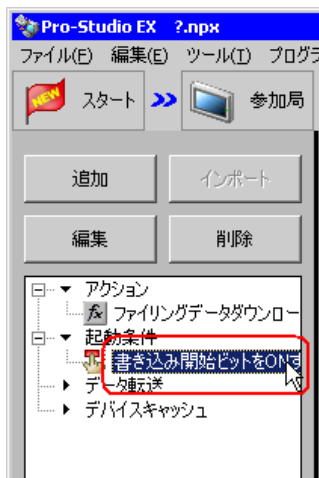 Pro-Studio EX ?.npx
ファイル(F) 編集(E) ツール(T) プログラ
NEW スタート >> 参加局
追加 インポート
編集 削除
アクション
fx ファイリングデータダウンロー
起動条件
書き込み開始ビットをONす
データ転送
デバイスキャッシュ